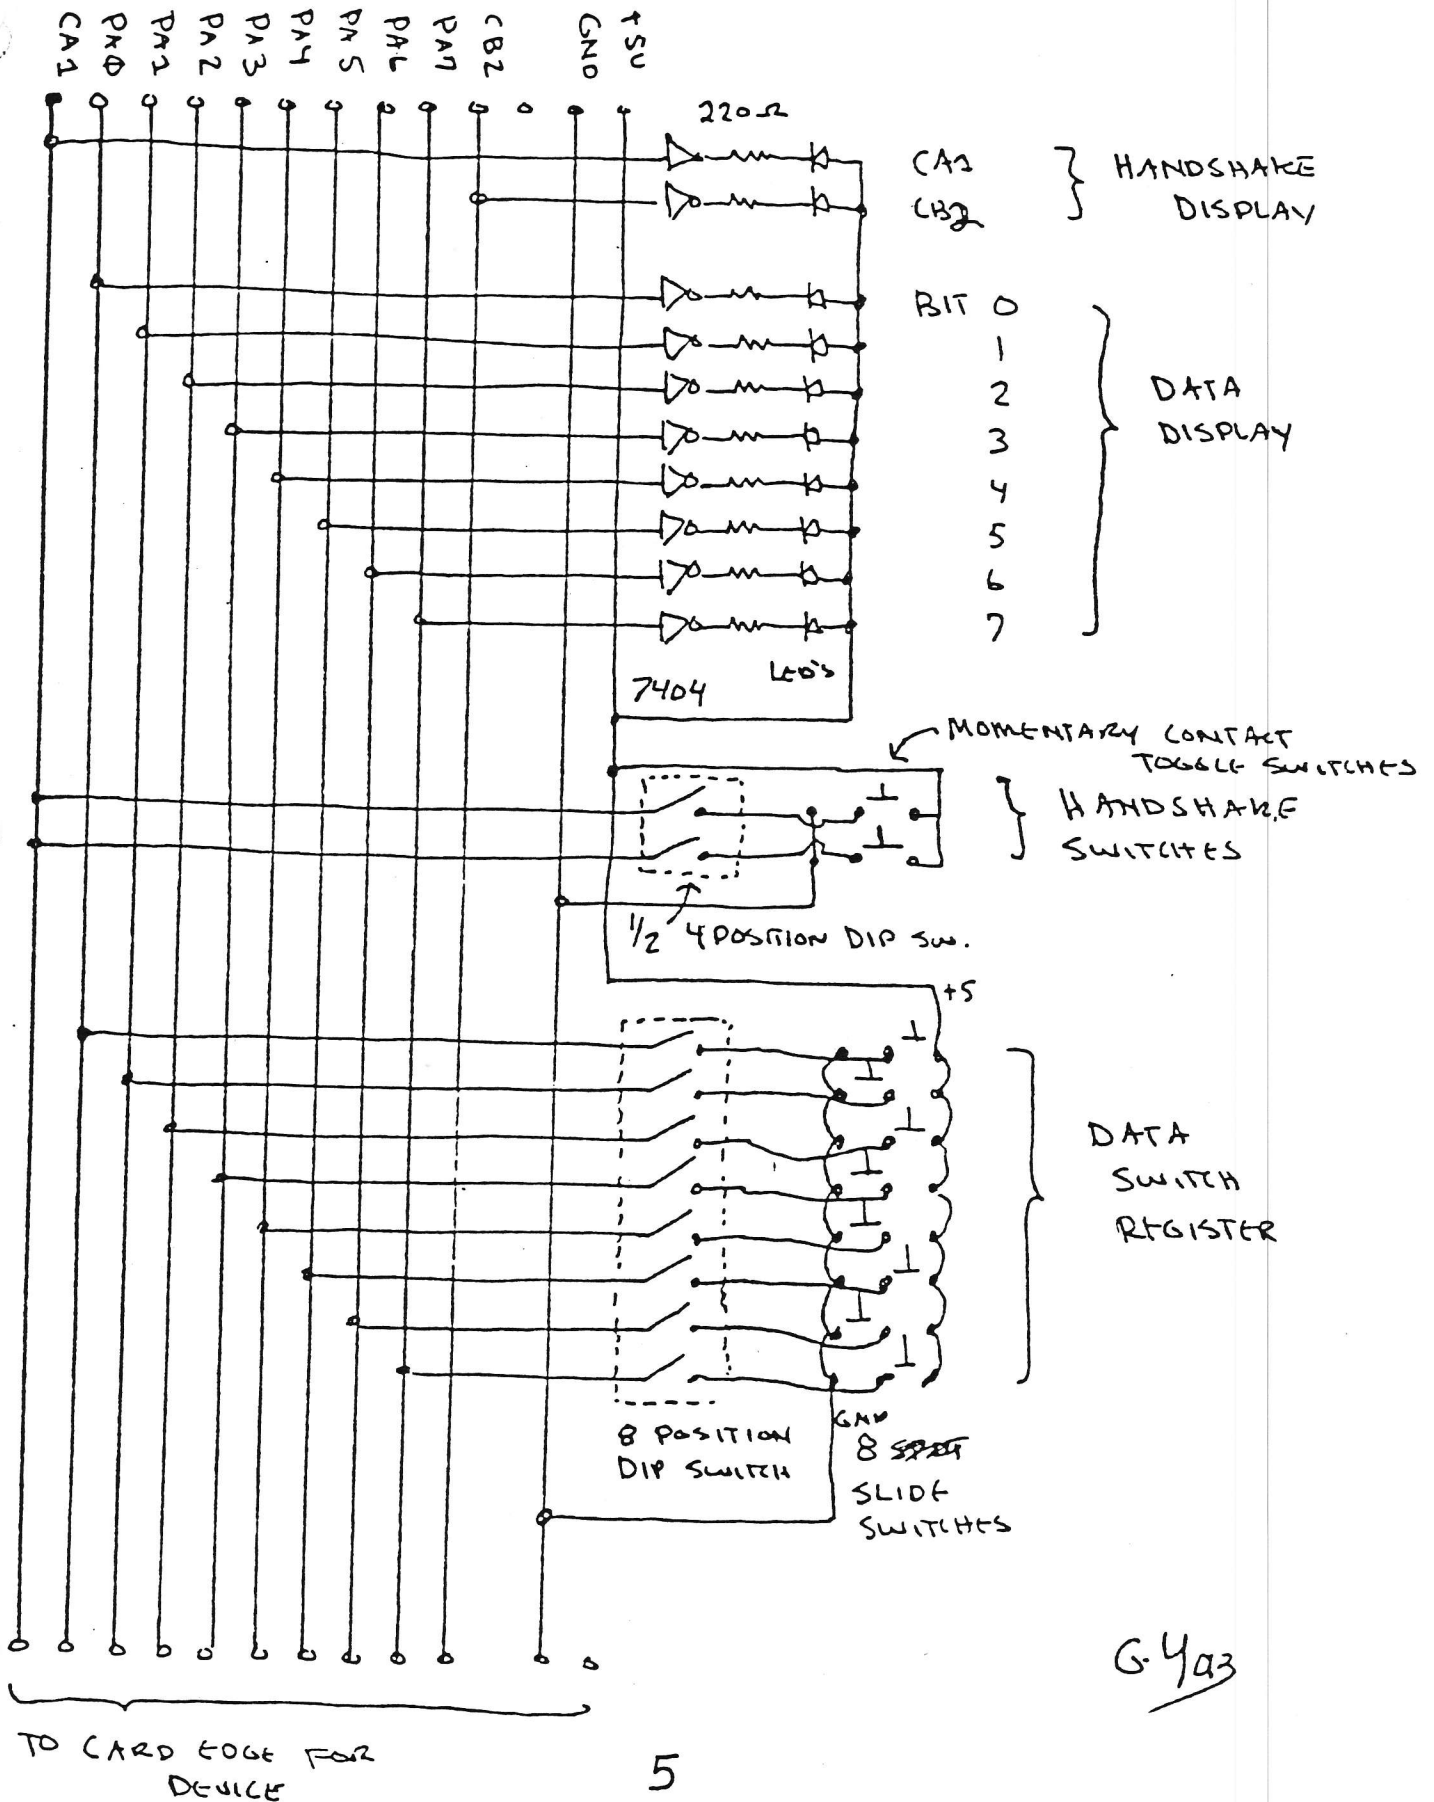 CA1
PAØ
PA1
PA2
PA3
PA4
PA5
PA6
PA7
CB2
GND
+5V
220Ω
CA1
CB2
HANDSHAKE
DISPLAY
BIT 0
1
2
3
4
5
6
7
DATA
DISPLAY
LED'S
7404
MOMENTARY CONTACT
TOGGLE SWITCHES
HANDSHAKE
SWITCHES
1/2 4 POSITION DIP SW.
+5
DATA
SWITCH
REGISTER
8 POSITION
DIP SWITCH
GND
8
SLIDE
SWITCHES
TO CARD EDGE FOR
DEVICE
5